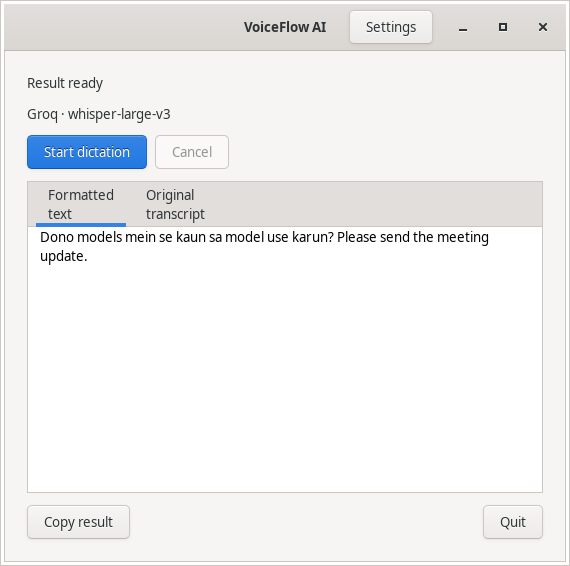 VoiceFlow AI
Settings
Result ready
Groq · whisper-large-v3
Start dictation
Cancel
Formatted
text
Original
transcript
Dono models mein se kaun sa model use karun? Please send the meeting
update.
Copy result
Quit